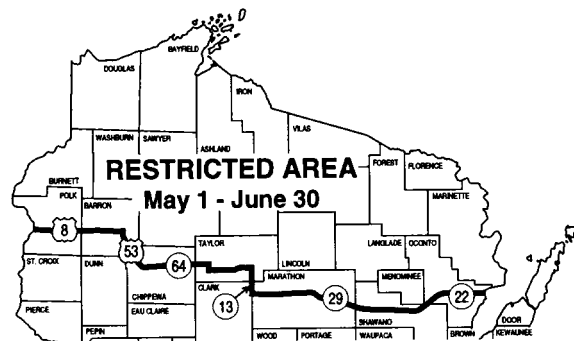 BAYFIELD
DOUGLAS
IRON
VILAS
WASHBURN
SAWYER
ASHLAND
FOREST
FLORENCE
RESTRICTED AREA
May 1 - June 30
BURNETT
POLK
BARRON
MARINETTE
8
53
TAYLOR
LANGLADE
OCONTO
ST. CROIX
DUNN
64
LINCOLN
MARATHON
MENOMINEE
CLARK
CHIPPEWA
13
29
22
PIERCE
EAU CLAIRE
SHAWANO
DOOR
PEPIN
WOOD
PORTAGE
WAUPACA
BROWN
KEWAUNEE